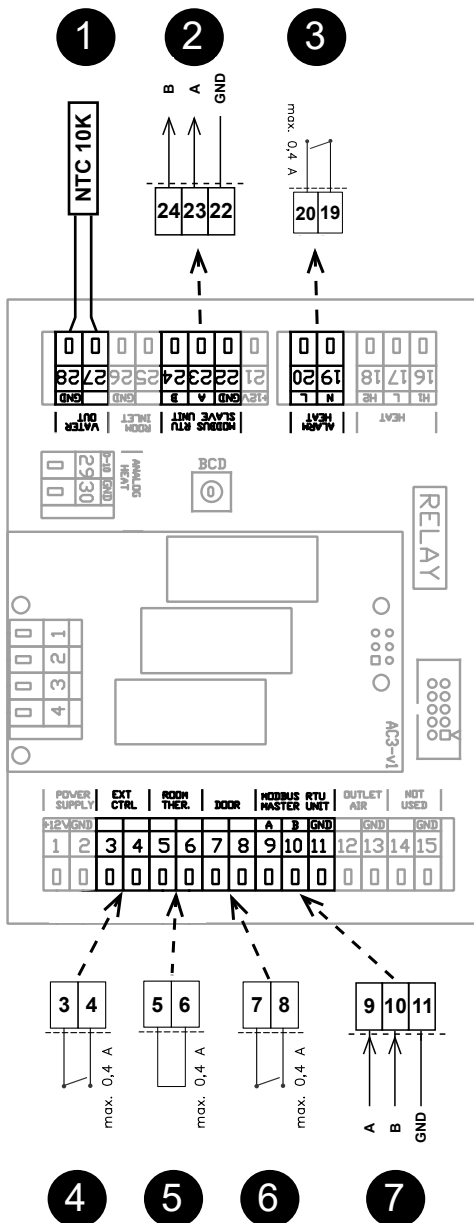 1 2 3
NTC 10K
B A GND
24 23 22
max. 0,4 A
20 19
28 27 26 25 24 23 22 21 20 19 18 17 16
GND GND B A GND +12V L N H2 L H1
VATER OUT
ROOM INLET
MODBUS RTU SLAVE UNIT
ALARM HEAT
HEAT
29 30
0-10 GND
ANALOG HEAT
BCD
RELAY
1
2
3
4
AC3-v1
POWER SUPPLY
EXT CTRL
ROOM THER.
DOOR
MODBUS RTU MASTER UNIT
OUTLET AIR
NOT USED
+12V GND A B GND GND GND
1 2 3 4 5 6 7 8 9 10 11 12 13 14 15
3 4
max. 0,4 A
5 6
max. 0,4 A
7 8
max. 0,4 A
9 10 11
A B GND
4 5 6 7